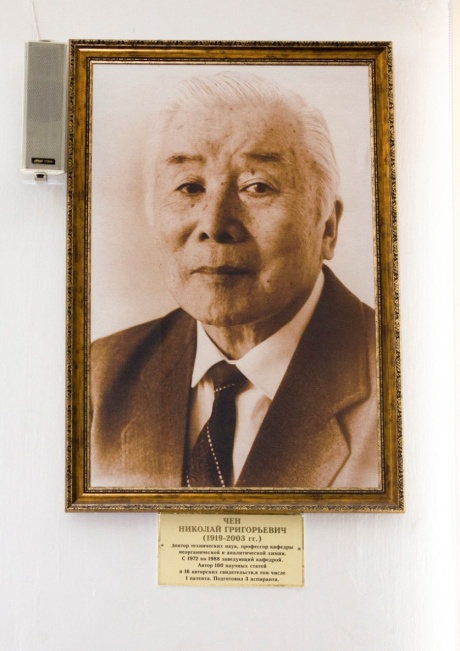 ЧЕН
НИКОЛАЙ ГРИГОРЬЕВИЧ
(1919-2003 гг.)
доктор технических наук, профессор кафедры
неорганической и аналитической химии.
С 1972 по 1988 заведующий кафедрой.
Автор 160 научных статей
и 16 авторских свидетельств,в том числе
1 патента. Подготовил 3 аспиранта.